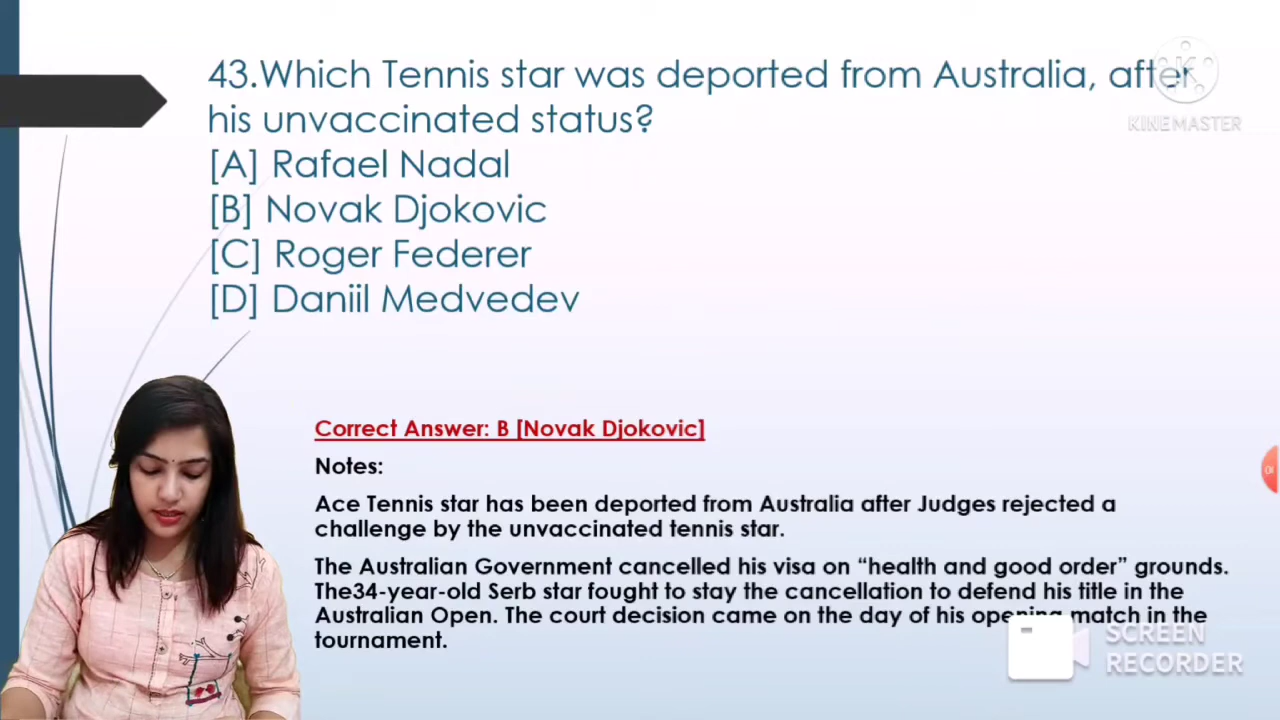 43.Which Tennis star was deported from Australia, after
his unvaccinated status?
[A] Rafael Nadal
[B] Novak Djokovic
[C] Roger Federer
[D] Daniil Medvedev
KINEMASTER
Correct Answer: B [Novak Djokovic]
Notes:
Ace Tennis star has been deported from Australia after Judges rejected a
challenge by the unvaccinated tennis star.
The Australian Government cancelled his visa on “health and good order” grounds.
The34-year-old Serb star fought to stay the cancellation to defend his title in the
Australian Open. The court decision came on the day of his opening match in the
tournament.
SCREEN
RECORDER